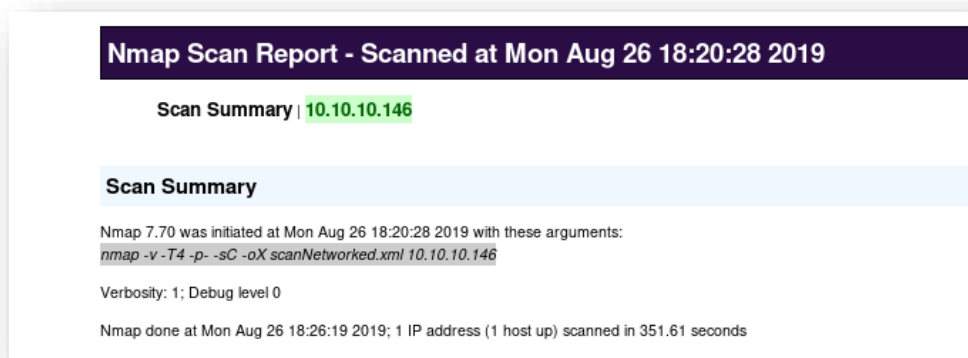 Nmap Scan Report - Scanned at Mon Aug 26 18:20:28 2019
Scan Summary | 10.10.10.146
Scan Summary
Nmap 7.70 was initiated at Mon Aug 26 18:20:28 2019 with these arguments:
nmap -v -T4 -p- -sC -oX scanNetworked.xml 10.10.10.146
Verbosity: 1; Debug level 0
Nmap done at Mon Aug 26 18:26:19 2019; 1 IP address (1 host up) scanned in 351.61 seconds